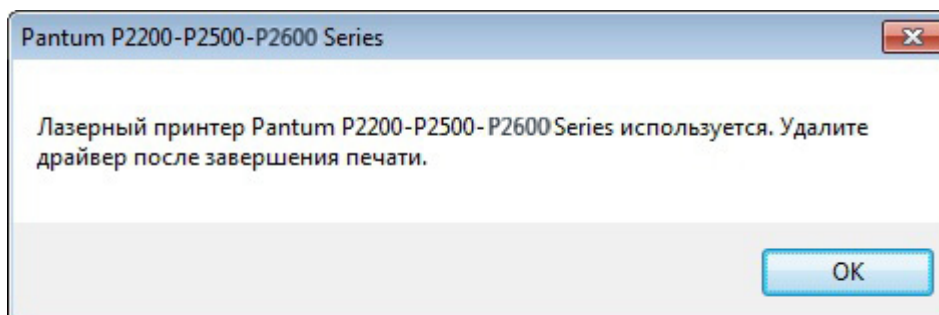 Pantum P2200-P2500-P2600 Series
Лазерный принтер Pantum P2200-P2500-P2600 Series используется. Удалите
драйвер после завершения печати.
OK